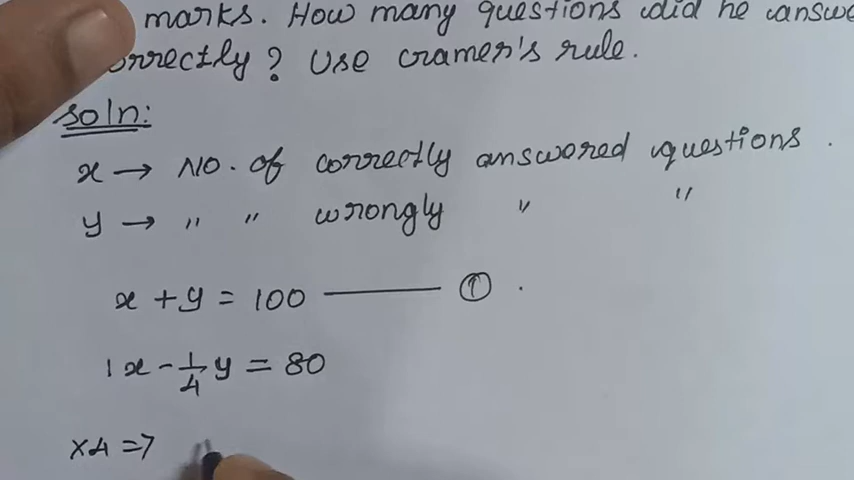 marks. How many questions did he answe
orrectly? Use cramer's rule.
Soln:
x → No. of correctly answered questions.
y → " " wrongly " "
x + y = 100 —— ①.
1x - 1/4 y = 80
×4 =>